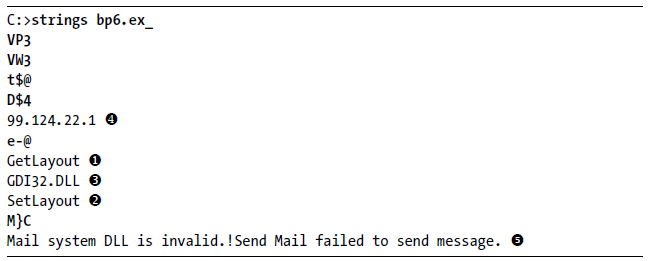 C:>strings bp6.ex_
VP3
VW3
t$@
D$4
99.124.22.1 ❹
e-@
GetLayout ❶
GDI32.DLL ❸
SetLayout ❷
M}C
Mail system DLL is invalid.!Send Mail failed to send message. ❺